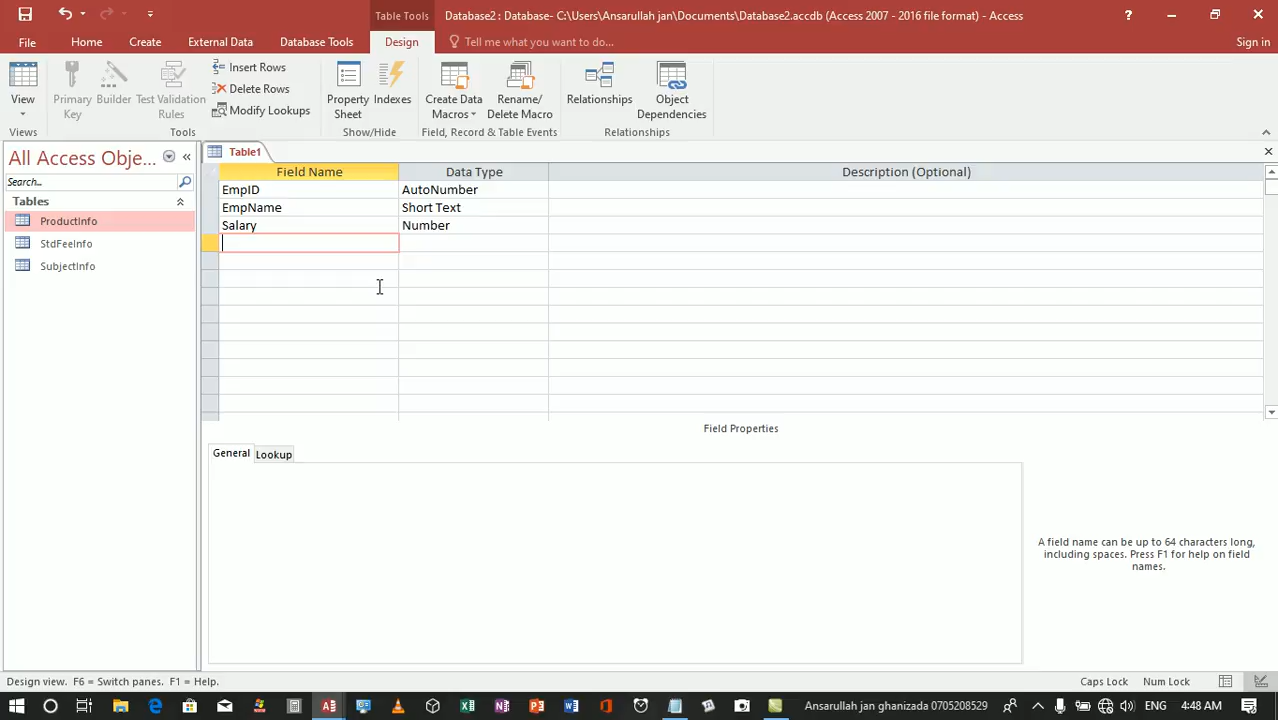 Table Tools
Database2 : Database- C:\Users\Ansarullah jan\Documents\Database2.accdb (Access 2007 - 2016 file format) - Access
?
File
Home
Create
External Data
Database Tools
Design
Tell me what you want to do...
Sign in
View
Primary Key
Builder
Test Validation Rules
Insert Rows
Delete Rows
Modify Lookups
Property Sheet
Indexes
Create Data Macros
Rename/ Delete Macro
Relationships
Object Dependencies
Views
Tools
Show/Hide
Field, Record & Table Events
Relationships
All Access Obje...
Search...
Tables
ProductInfo
StdFeeInfo
SubjectInfo
Table1
Field Name Data Type Description (Optional)
EmpID AutoNumber
EmpName Short Text
Salary Number
Field Properties
General Lookup
A field name can be up to 64 characters long,
including spaces. Press F1 for help on field
names.
Design view. F6 = Switch panes. F1 = Help.
Caps Lock Num Lock
Ansarullah jan ghanizada 0705208529
ENG
4:48 AM